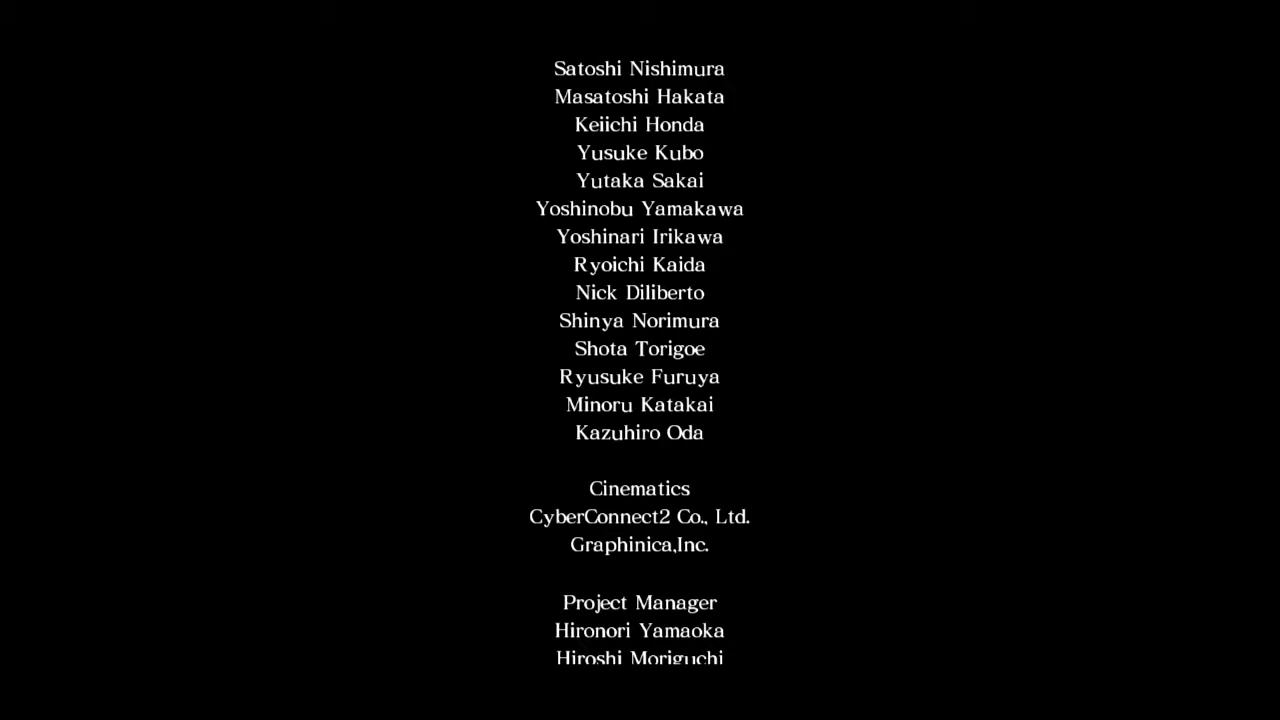 Satoshi Nishimura
Masatoshi Hakata
Keiichi Honda
Yusuke Kubo
Yutaka Sakai
Yoshinobu Yamakawa
Yoshinari Irikawa
Ryoichi Kaida
Nick Diliberto
Shinya Norimura
Shota Torigoe
Ryusuke Furuya
Minoru Katakai
Kazuhiro Oda
Cinematics
CyberConnect2 Co., Ltd.
Graphinica,Inc.
Project Manager
Hironori Yamaoka
Hiroshi Moriguchi